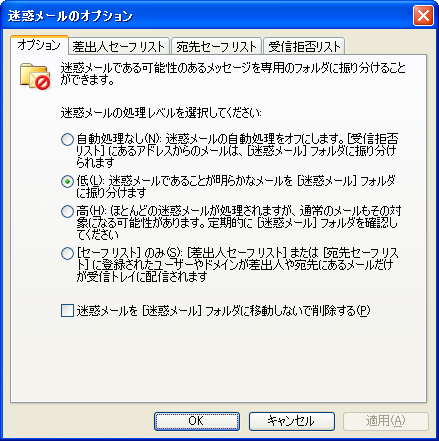 迷惑メールのオプション
オプション 差出人セーフ リスト 宛先セーフ リスト 受信拒否リスト
迷惑メールである可能性のあるメッセージを専用のフォルダに振り分けること
ができます。
迷惑メールの処理レベルを選択してください:
自動処理なし(N): 迷惑メールの自動処理をオフにします。[受信拒否
リスト] にあるアドレスからのメールは、[迷惑メール] フォルダに振り分け
られます
低(L): 迷惑メールであることが明らかなメールを [迷惑メール] フォルダ
に振り分けます
高(H): ほとんどの迷惑メールが処理されますが、通常のメールもその対
象になる可能性があります。定期的に [迷惑メール] フォルダを確認し
てください
[セーフ リスト] のみ(S): [差出人セーフ リスト] または [宛先セーフ リス
ト] に登録されたユーザーやドメインが差出人や宛先にあるメールだけ
が受信トレイに配信されます
迷惑メールを [迷惑メール] フォルダに移動しないで削除する(P)
OK キャンセル 適用(A)